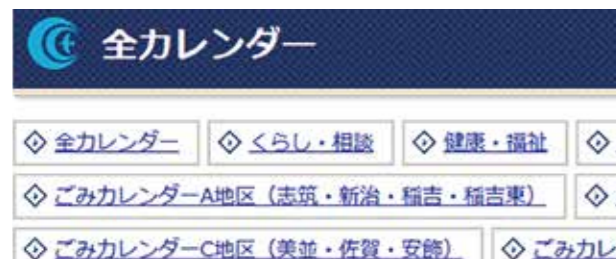 全カレンダー
全カレンダー くらし・相談 健康・福祉
ごみカレンダーA地区（志筑・新治・稲吉・稲吉東）
ごみカレンダーC地区（美並・佐賀・安飾） ごみカレ